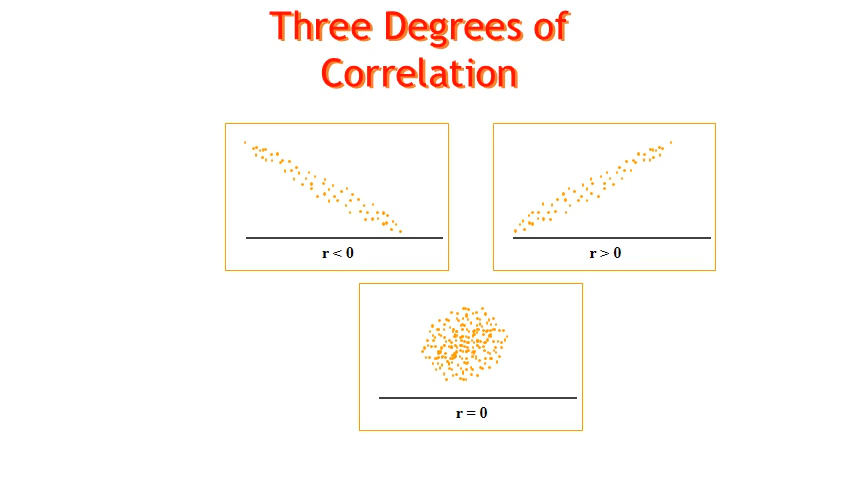 Three Degrees of
Correlation
r < 0
r > 0
r = 0